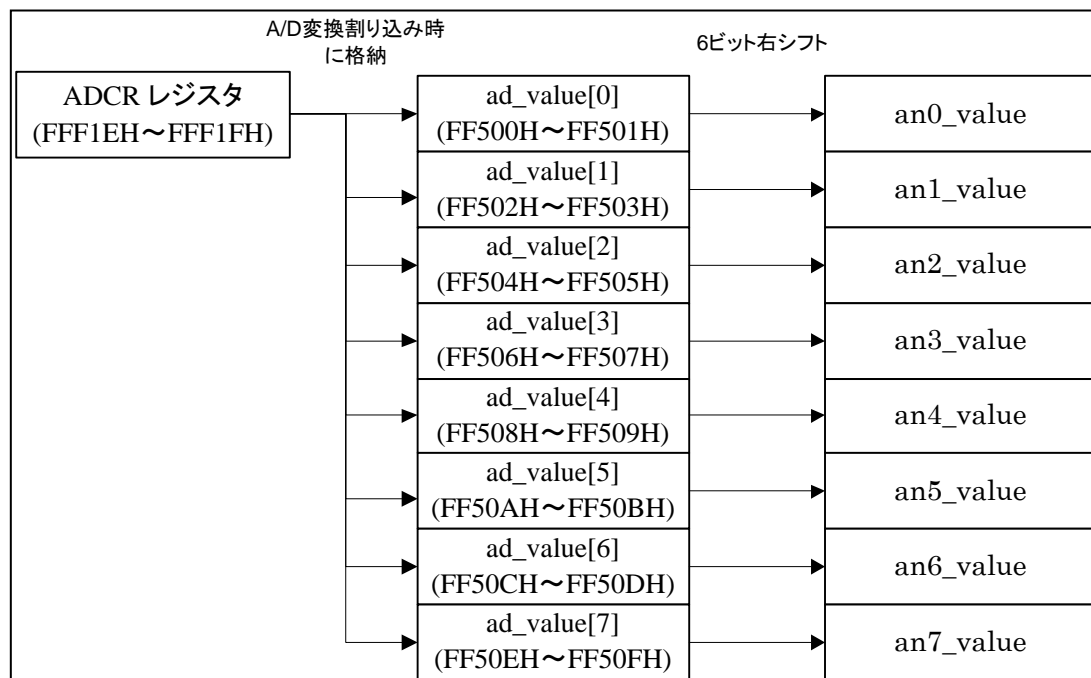 A/D変換割り込み時
に格納
6ビット右シフト
ADCR レジスタ
(FFF1EH～FFF1FH)
ad_value[0]
(FF500H～FF501H)
an0_value
ad_value[1]
(FF502H～FF503H)
an1_value
ad_value[2]
(FF504H～FF505H)
an2_value
ad_value[3]
(FF506H～FF507H)
an3_value
ad_value[4]
(FF508H～FF509H)
an4_value
ad_value[5]
(FF50AH～FF50BH)
an5_value
ad_value[6]
(FF50CH～FF50DH)
an6_value
ad_value[7]
(FF50EH～FF50FH)
an7_value